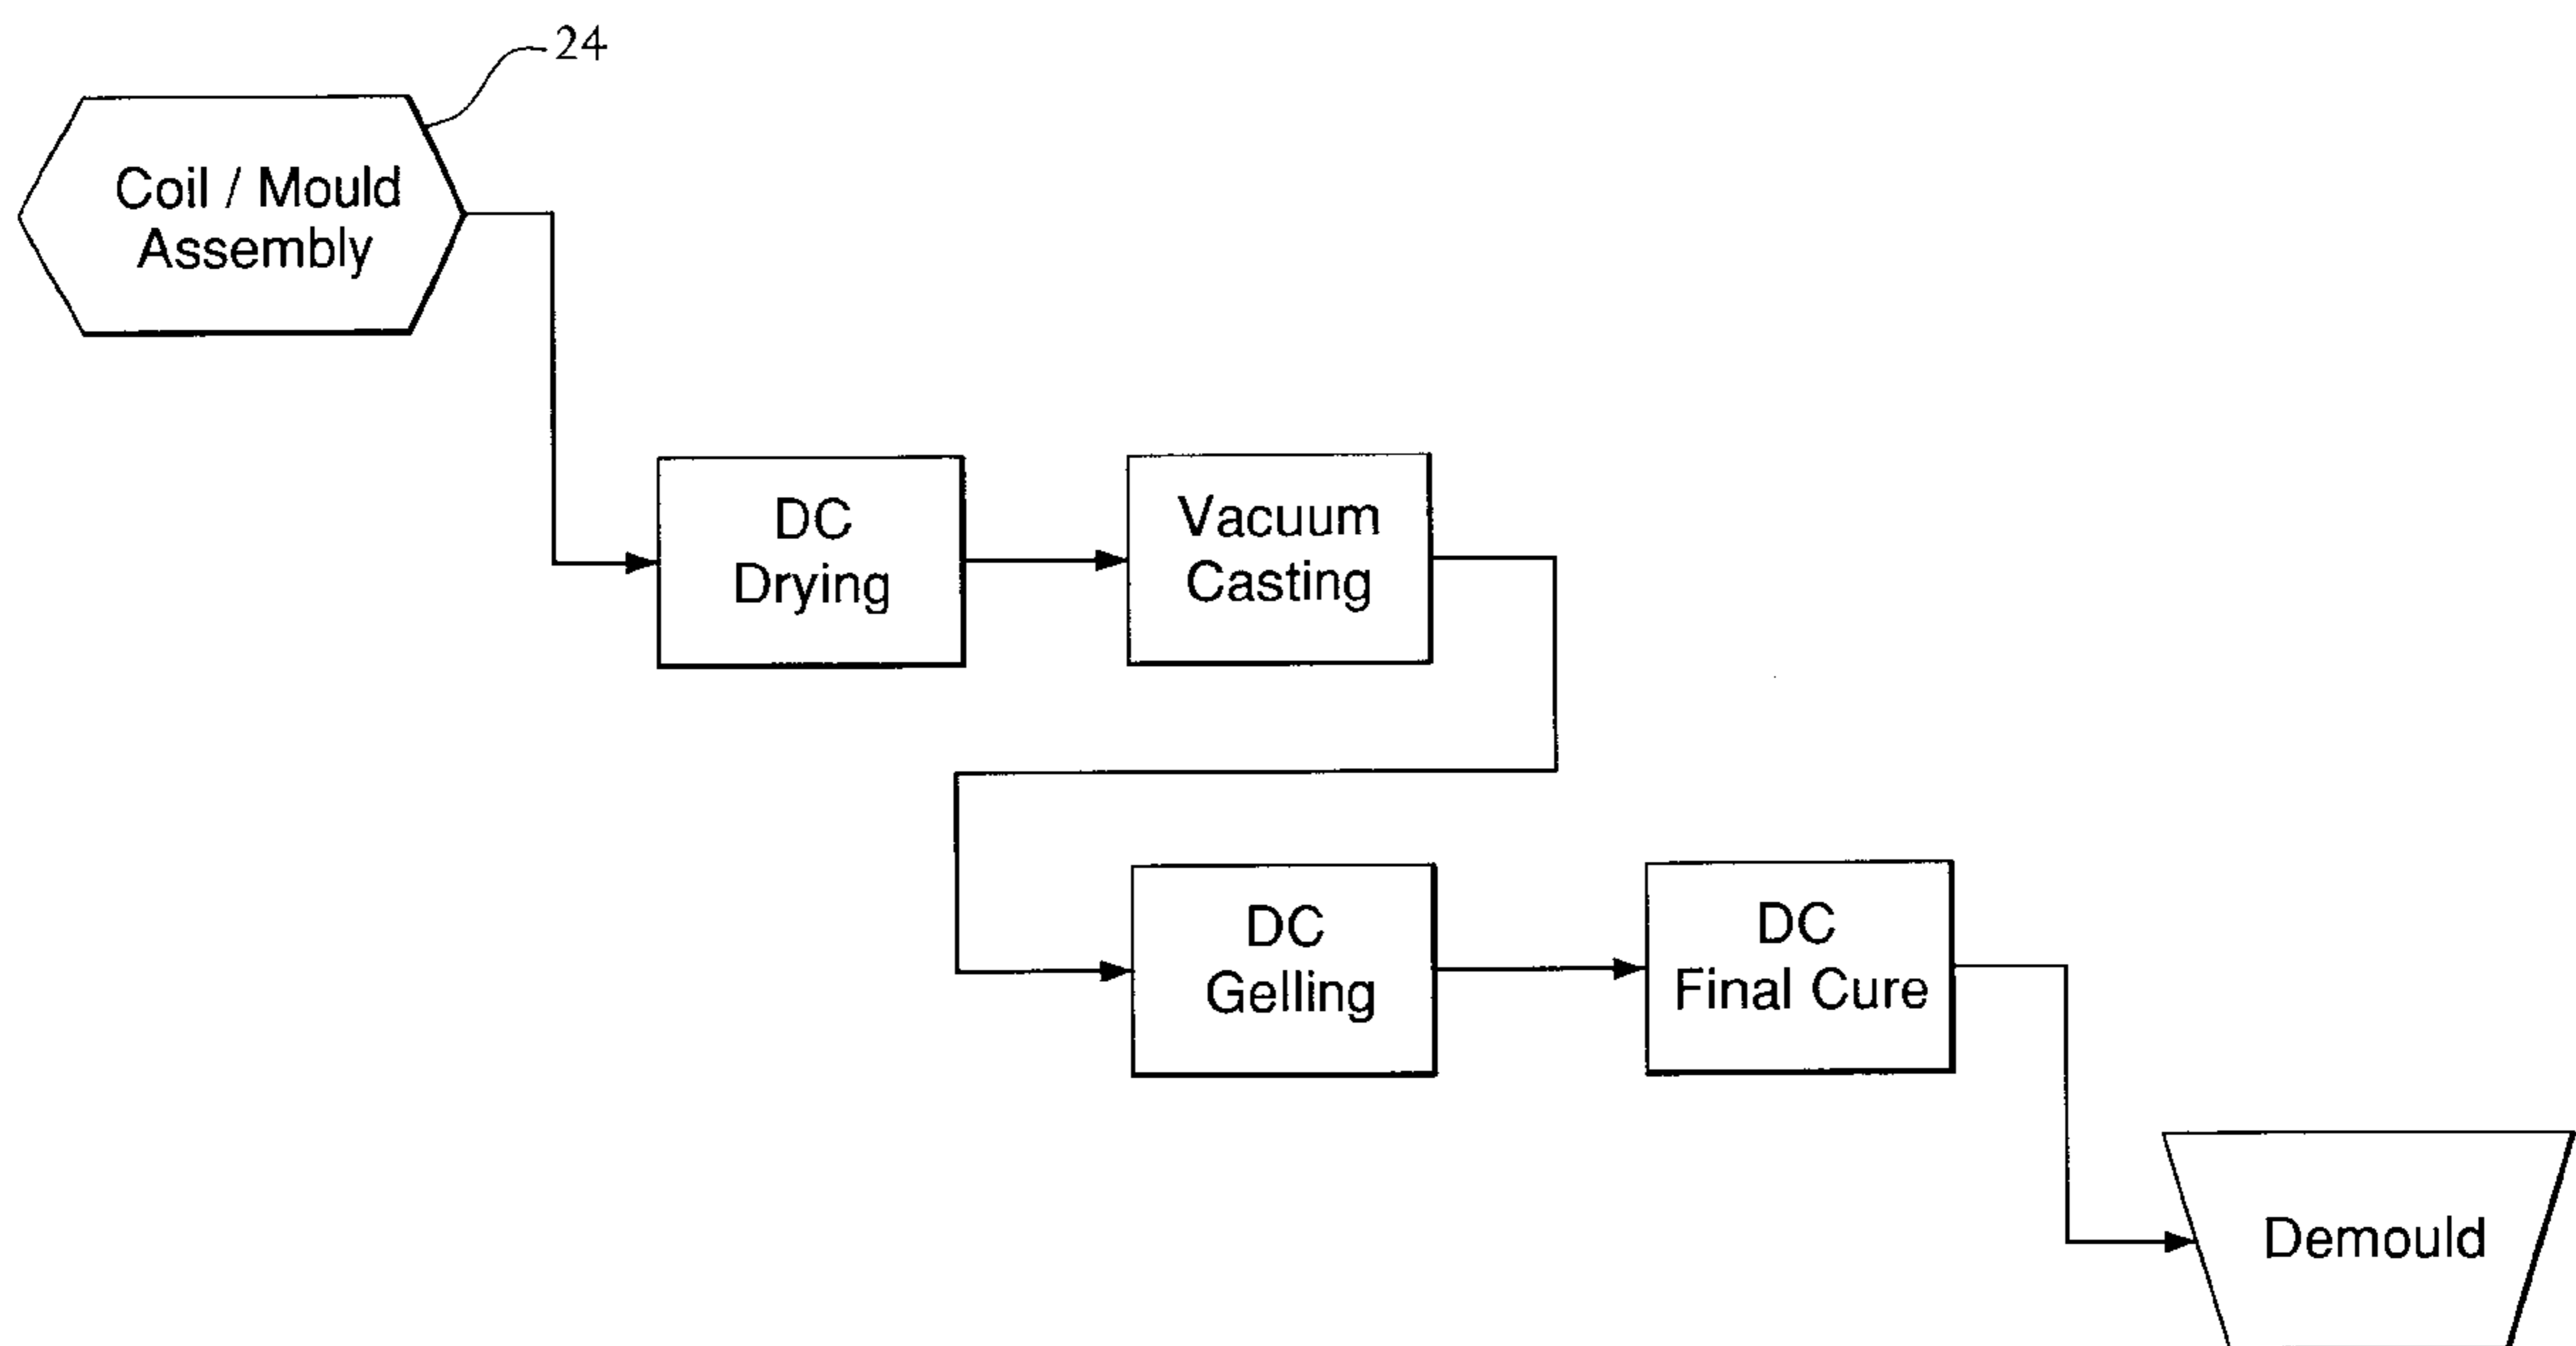 24
Coil / Mould
Assembly
DC
Drying
Vacuum
Casting
DC
Gelling
DC
Final Cure
Demould